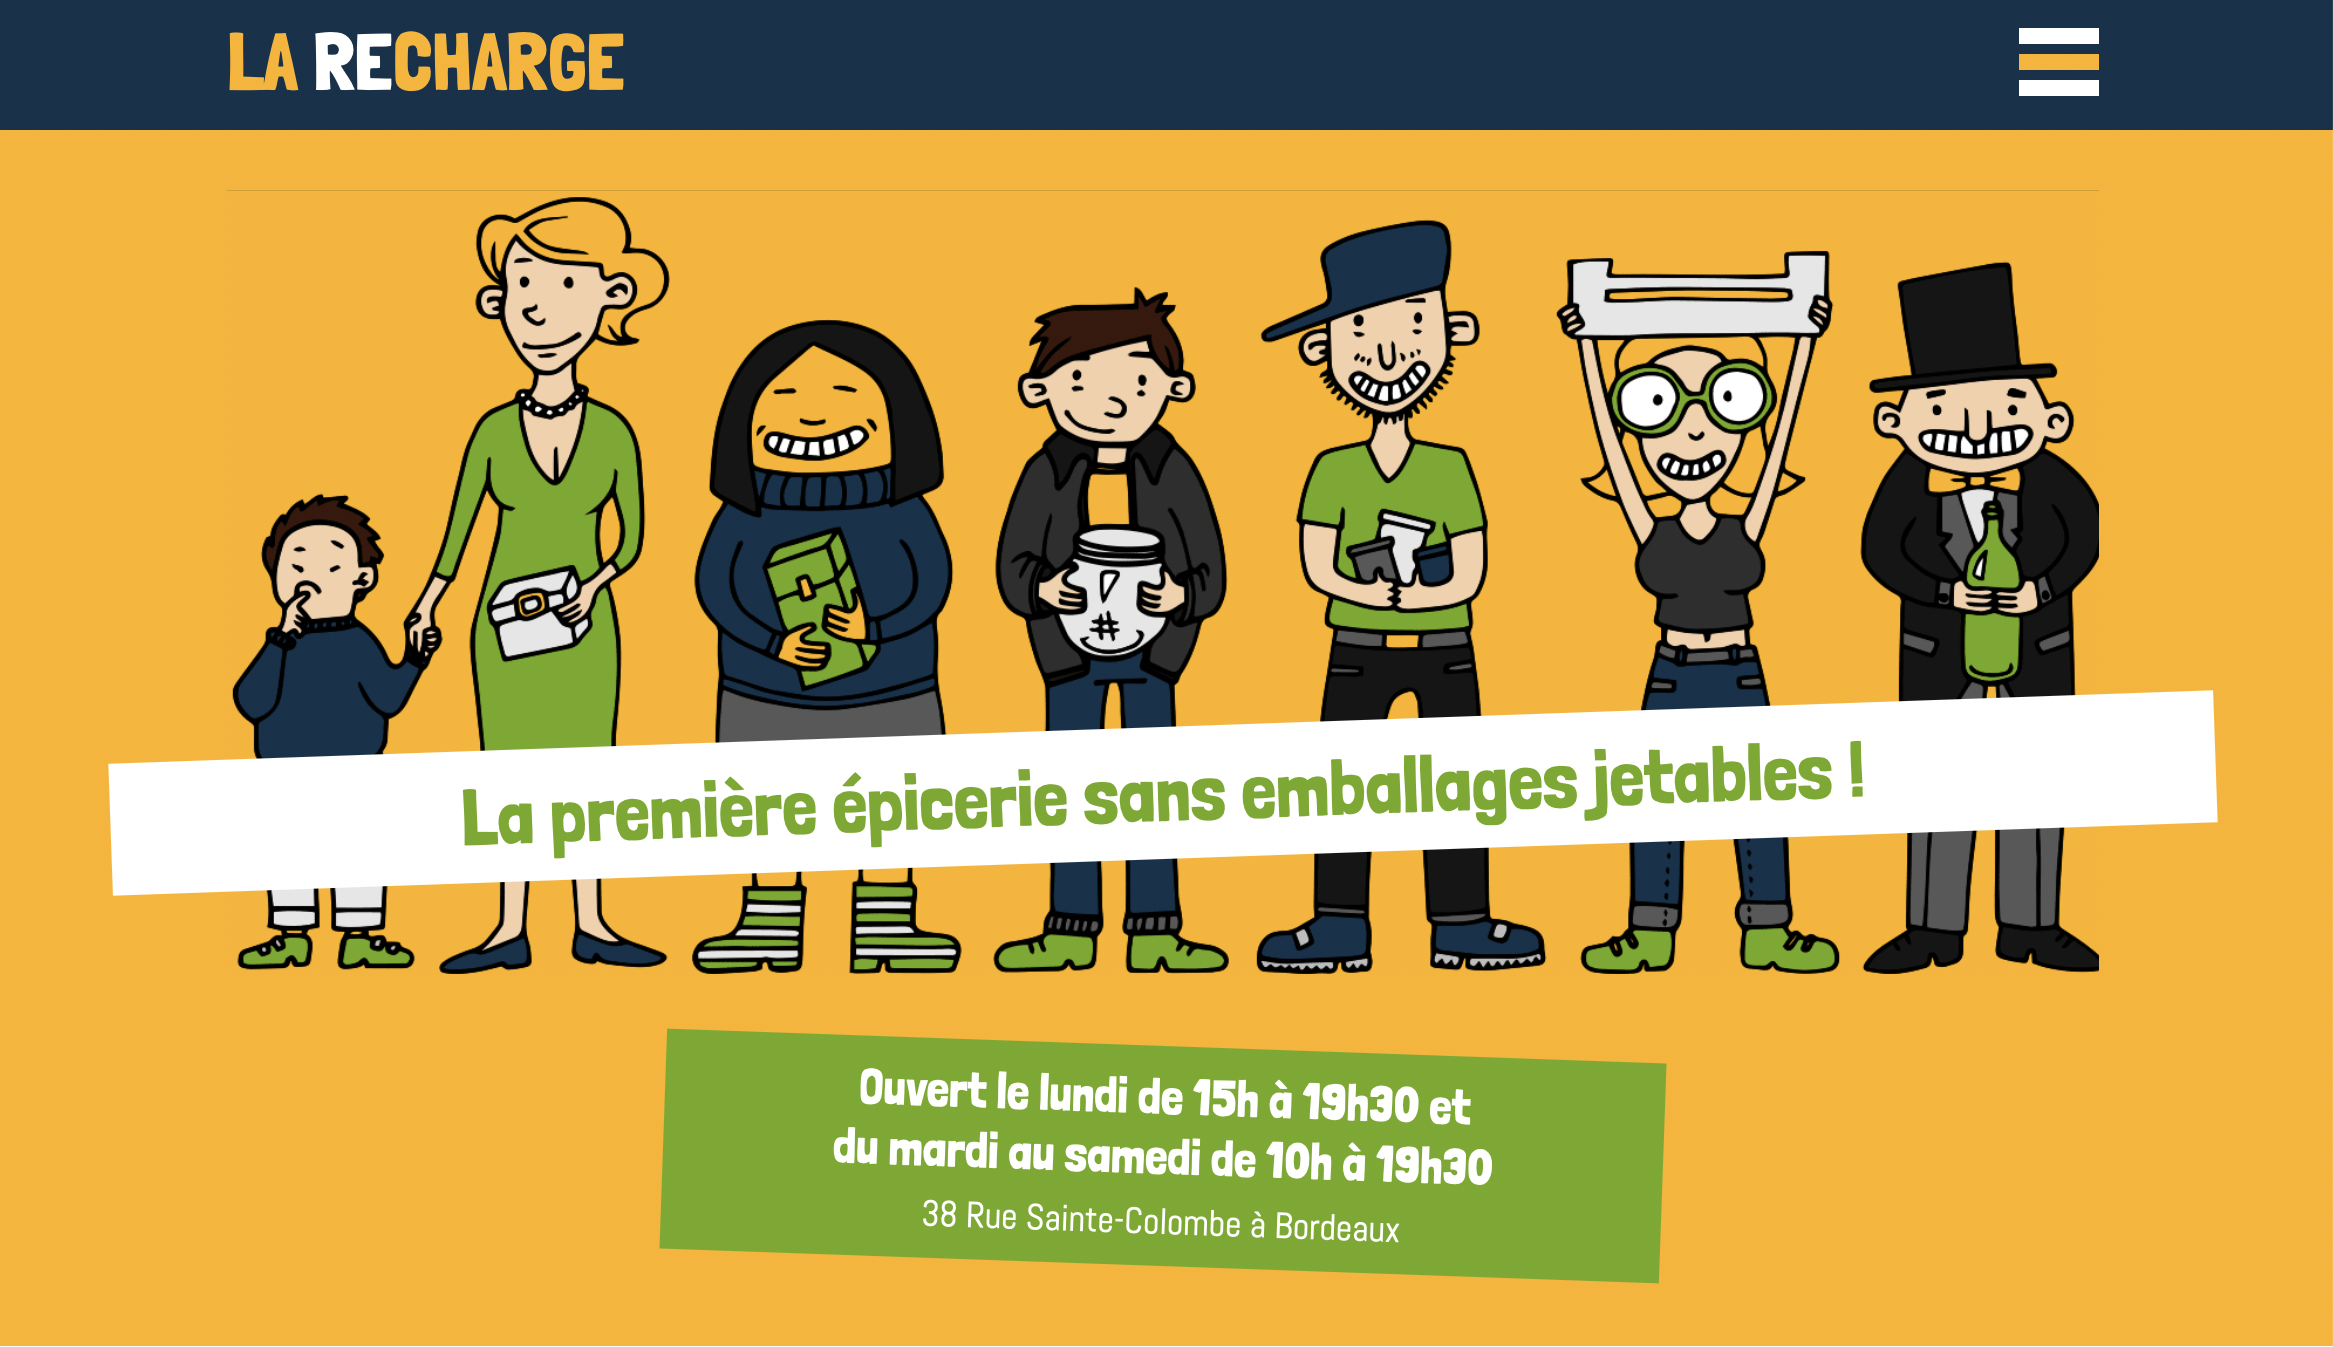 LA RECHARGE
La première épicerie sans emballages jetables !
Ouvert le lundi de 15h à 19h30 et
du mardi au samedi de 10h à 19h30
38 Rue Sainte-Colombe à Bordeaux